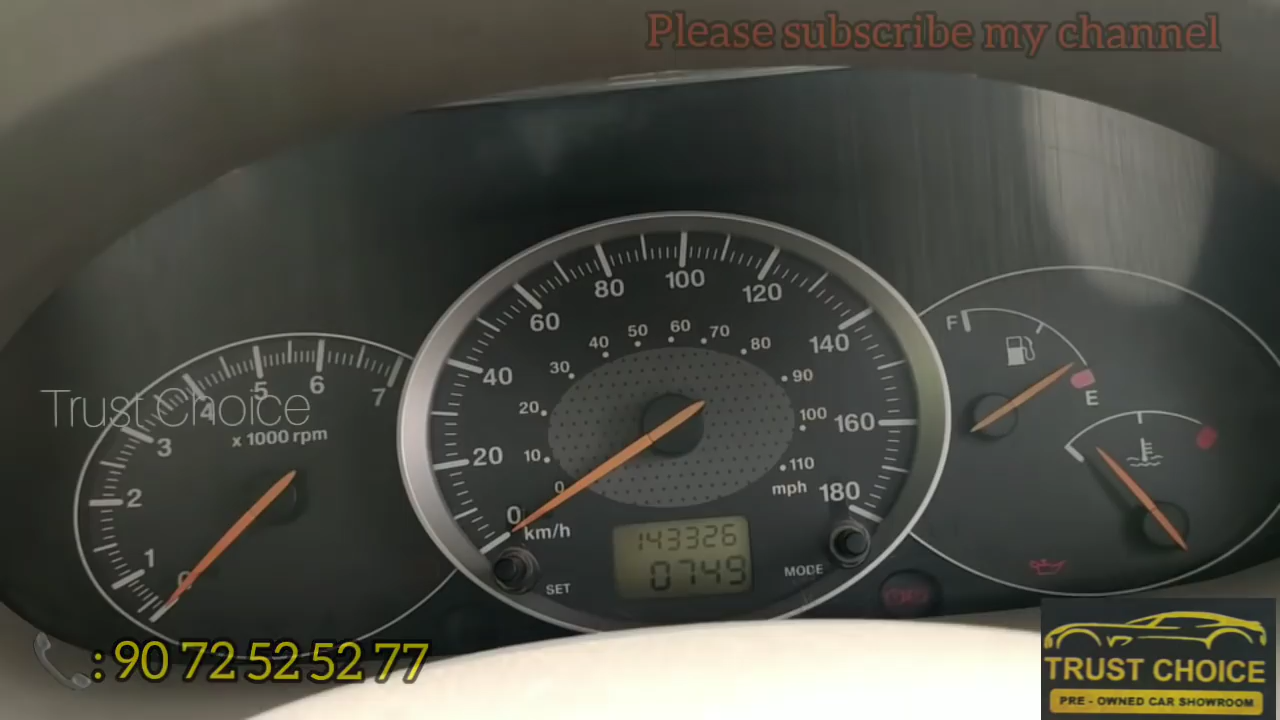 Please subscribe my channel
Trust Choice
0 1 2 3 4 5 6 7
x 1000 rpm
0 20 40 60 80 100 120 140 160 180
km/h
0 10 20 30 40 50 60 70 80 90 100 110
mph
143326
0749
SET
MODE
F
E
: 90 72 52 52 77
TRUST CHOICE
PRE - OWNED CAR SHOWROOM